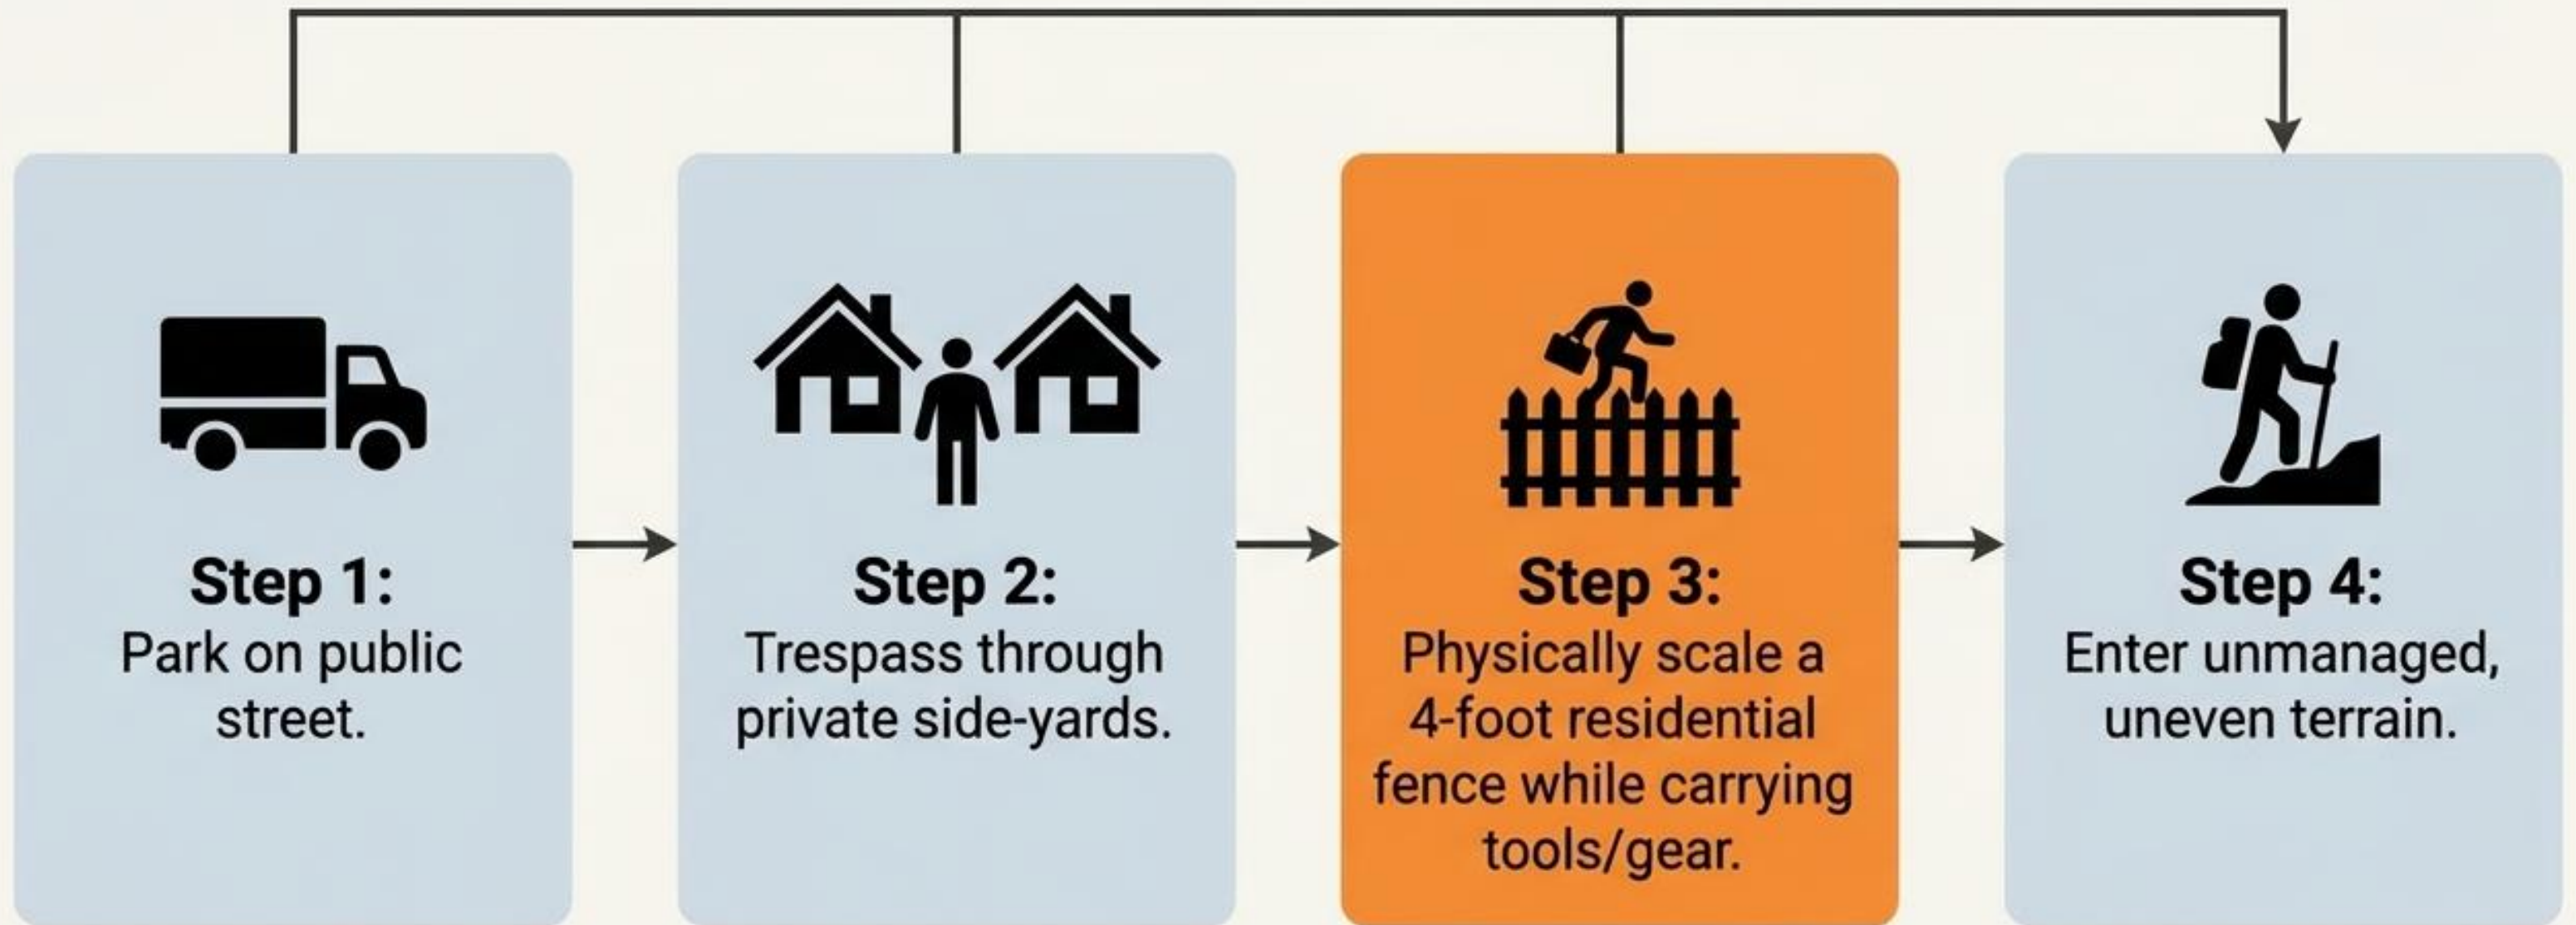 Step 1:
Park on public
street.
Step 2:
Trespass through
private side-yards.
Step 3:
Physically scale a
4-foot residential
fence while carrying
tools/gear.
Step 4:
Enter unmanaged,
uneven terrain.